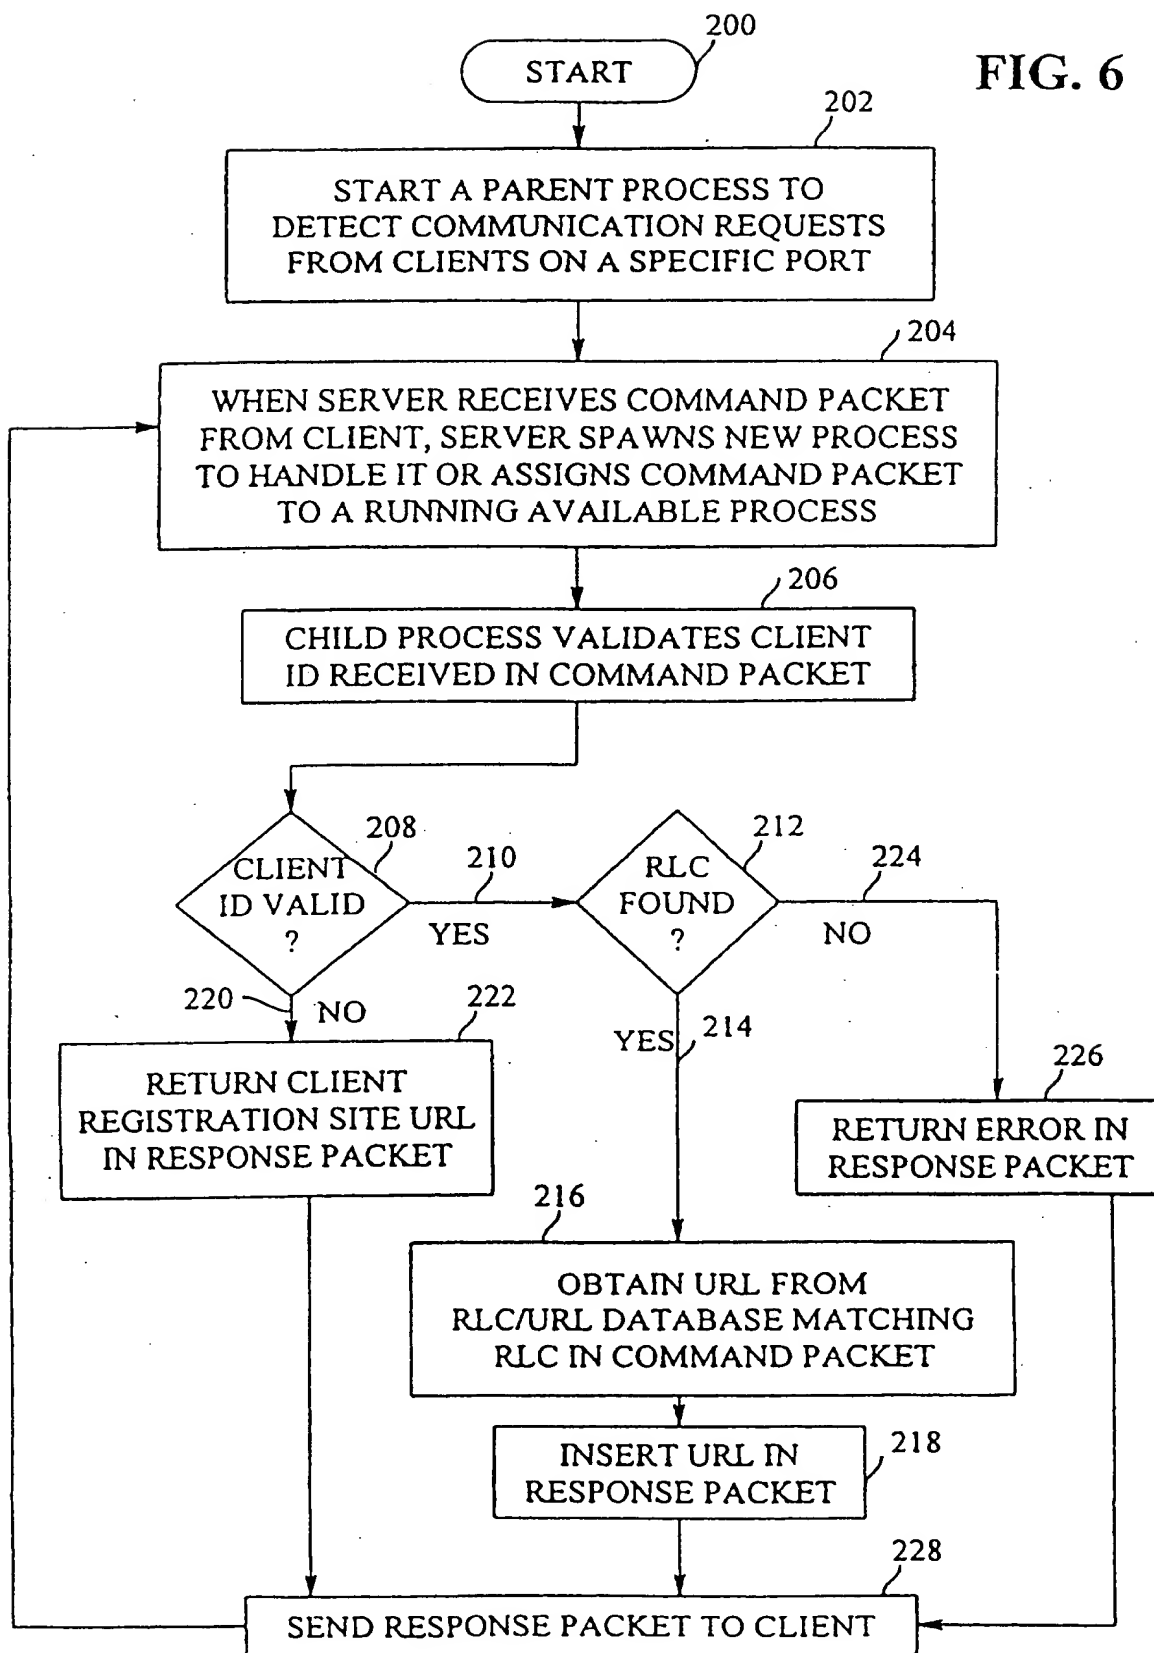 200
START
FIG. 6
202
START A PARENT PROCESS TO
DETECT COMMUNICATION REQUESTS
FROM CLIENTS ON A SPECIFIC PORT
204
WHEN SERVER RECEIVES COMMAND PACKET
FROM CLIENT, SERVER SPAWNS NEW PROCESS
TO HANDLE IT OR ASSIGNS COMMAND PACKET
TO A RUNNING AVAILABLE PROCESS
206
CHILD PROCESS VALIDATES CLIENT
ID RECEIVED IN COMMAND PACKET
208
CLIENT
ID VALID
?
210
YES
212
RLC
FOUND
?
224
NO
220
NO
222
RETURN CLIENT
REGISTRATION SITE URL
IN RESPONSE PACKET
YES
214
226
RETURN ERROR IN
RESPONSE PACKET
216
OBTAIN URL FROM
RLC/URL DATABASE MATCHING
RLC IN COMMAND PACKET
INSERT URL IN
RESPONSE PACKET
218
228
SEND RESPONSE PACKET TO CLIENT